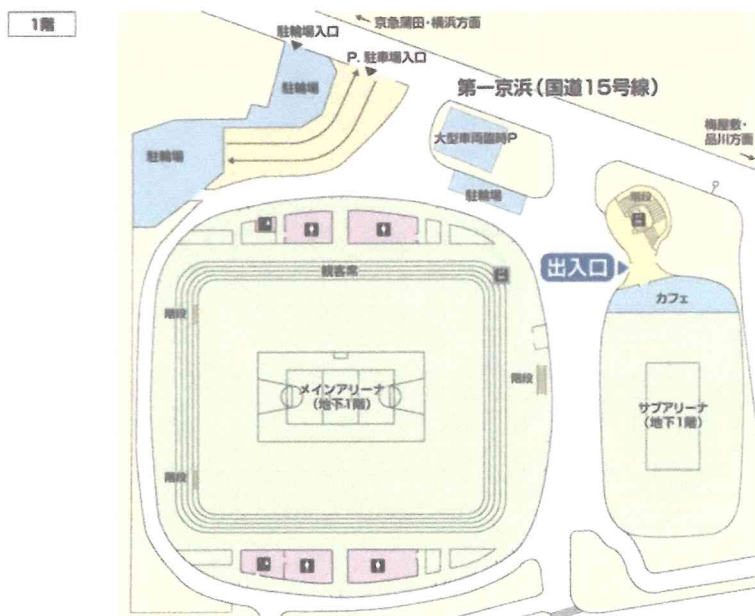 1階
京急蒲田・横浜方面
駐輪場入口
P. 駐車場入口
駐輪場
第一京浜（国道15号線）
梅屋敷・
品川方面
大型車両臨時P
駐輪場
駐輪場
階段
出入口
観客席
カフェ
階段
階段
メインアリーナ
（地下1階）
サブアリーナ
（地下1階）
階段